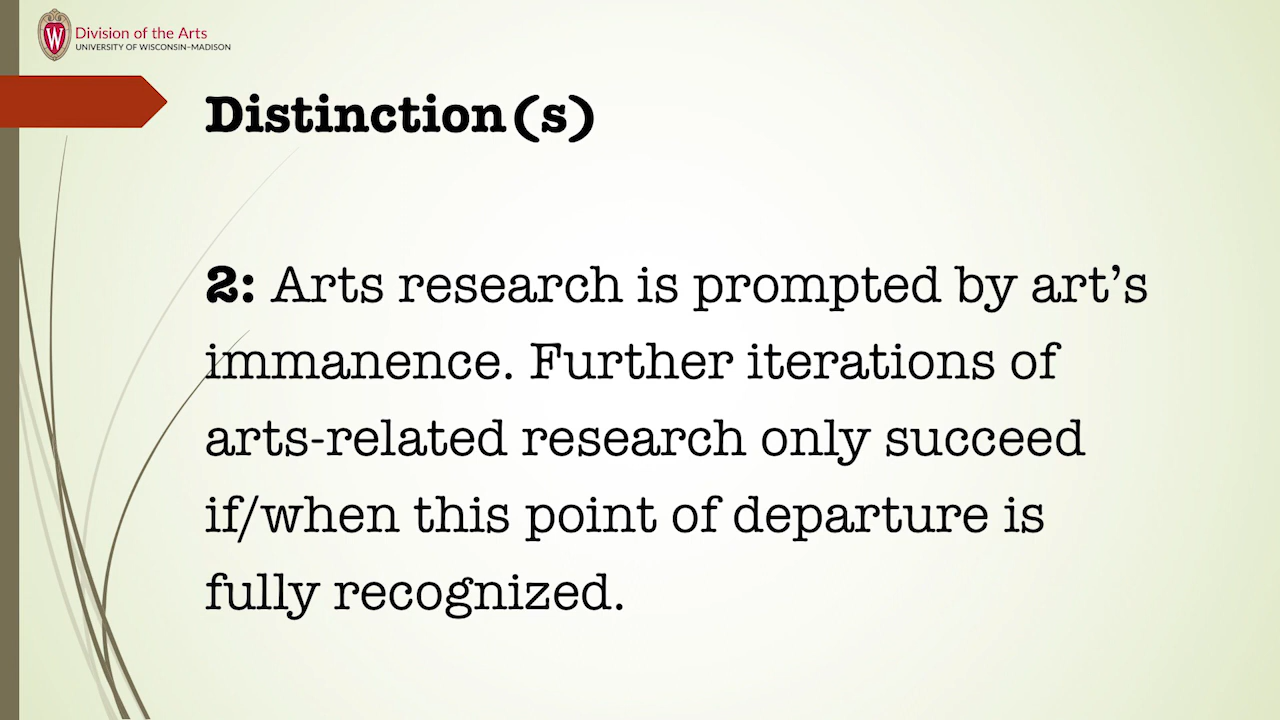 Division of the Arts
UNIVERSITY OF WISCONSIN–MADISON
Distinction(s)
2: Arts research is prompted by art’s
immanence. Further iterations of
arts-related research only succeed
if/when this point of departure is
fully recognized.